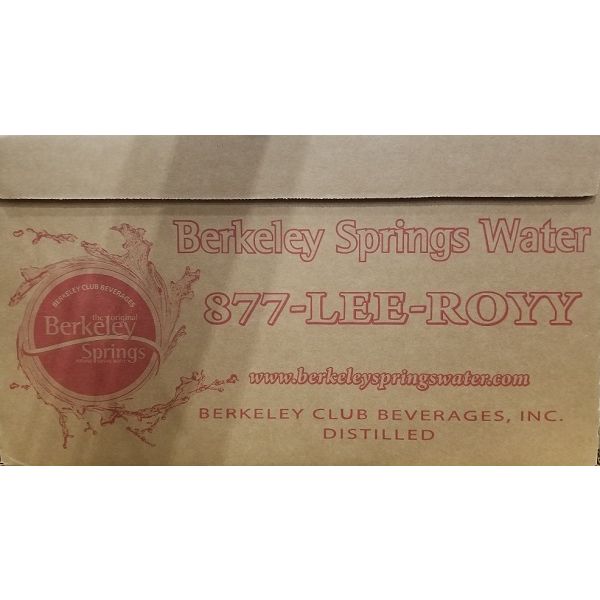 BERKELEY CLUB BEVERAGES
the original
Berkeley
Springs
Berkeley Springs Water
877-LEE-ROYY
www.berkeleyspringswater.com
BERKELEY CLUB BEVERAGES, INC.
DISTILLED